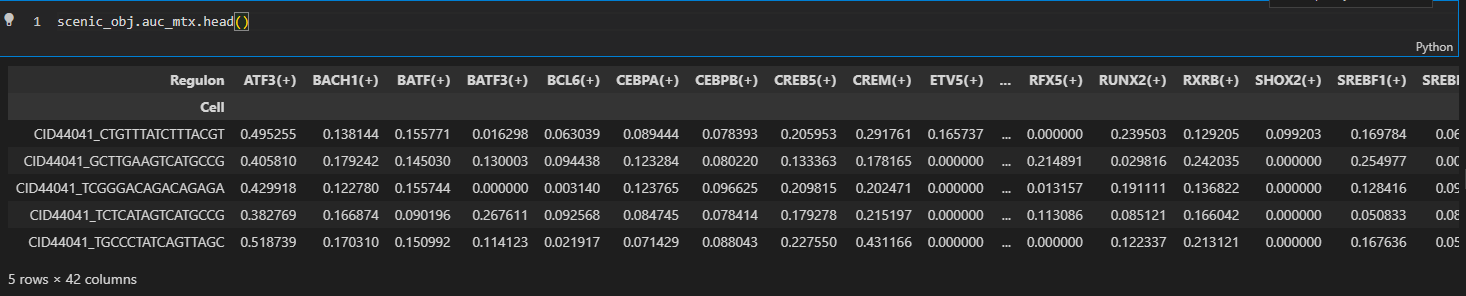 1 scenic_obj.auc_mtx.head()
Python
Regulon ATF3(+) BACH1(+) BATF(+) BATF3(+) BCL6(+) CEBPA(+) CEBPB(+) CREB5(+) CREM(+) ETV5(+) ... RFX5(+) RUNX2(+) RXRB(+) SHOX2(+) SREBF1(+) SREBI
Cell
CID44041_CTGTTTATCTTTACGT 0.495255 0.138144 0.155771 0.016298 0.063039 0.089444 0.078393 0.205953 0.291761 0.165737 ... 0.000000 0.239503 0.129205 0.099203 0.169784 0.06
CID44041_GCTTGAAGTCATGCCG 0.405810 0.179242 0.145030 0.130003 0.094438 0.123284 0.080220 0.133363 0.178165 0.000000 ... 0.214891 0.029816 0.242035 0.000000 0.254977 0.00
CID44041_TCGGGACAGACAGAGA 0.429918 0.122780 0.155744 0.000000 0.003140 0.123765 0.096625 0.209815 0.202471 0.000000 ... 0.013157 0.191111 0.136822 0.000000 0.128416 0.09
CID44041_TCTCATAGTCATGCCG 0.382769 0.166874 0.090196 0.267611 0.092568 0.084745 0.078414 0.179278 0.215197 0.000000 ... 0.113086 0.085121 0.166042 0.000000 0.050833 0.08
CID44041_TGCCCTATCAGTTAGC 0.518739 0.170310 0.150992 0.114123 0.021917 0.071429 0.088043 0.227550 0.431166 0.000000 ... 0.000000 0.122337 0.213121 0.000000 0.167636 0.05
5 rows × 42 columns